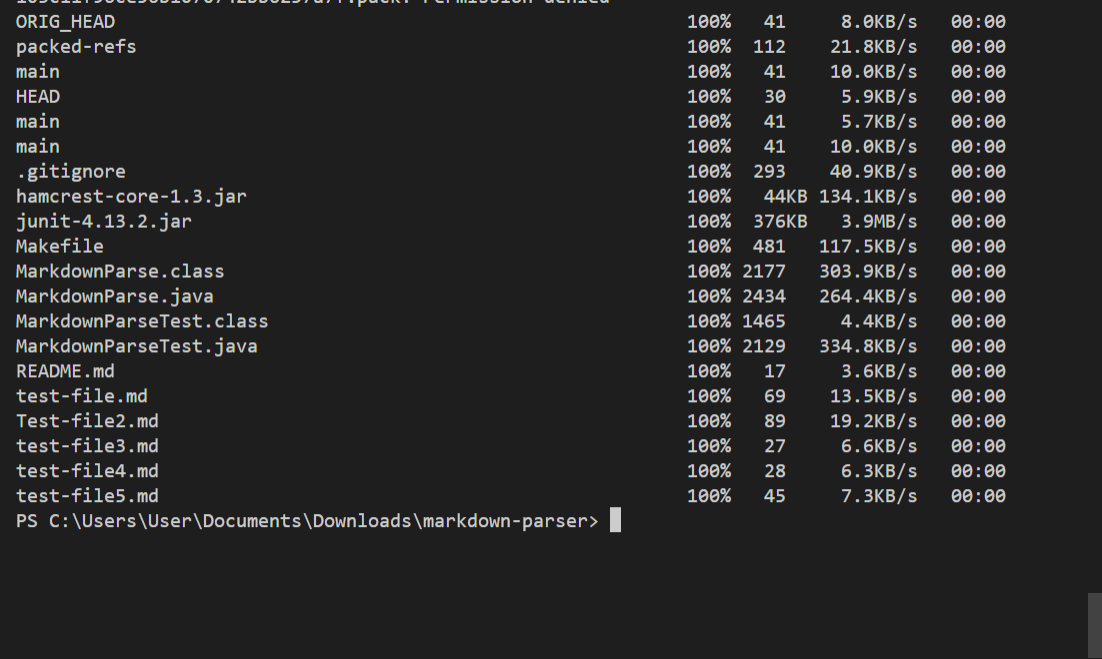 ORIG_HEAD 100% 41 8.0KB/s 00:00
packed-refs 100% 112 21.8KB/s 00:00
main 100% 41 10.0KB/s 00:00
HEAD 100% 30 5.9KB/s 00:00
main 100% 41 5.7KB/s 00:00
main 100% 41 10.0KB/s 00:00
.gitignore 100% 293 40.9KB/s 00:00
hamcrest-core-1.3.jar 100% 44KB 134.1KB/s 00:00
junit-4.13.2.jar 100% 376KB 3.9MB/s 00:00
Makefile 100% 481 117.5KB/s 00:00
MarkdownParse.class 100% 2177 303.9KB/s 00:00
MarkdownParse.java 100% 2434 264.4KB/s 00:00
MarkdownParseTest.class 100% 1465 4.4KB/s 00:00
MarkdownParseTest.java 100% 2129 334.8KB/s 00:00
README.md 100% 17 3.6KB/s 00:00
test-file.md 100% 69 13.5KB/s 00:00
Test-file2.md 100% 89 19.2KB/s 00:00
test-file3.md 100% 27 6.6KB/s 00:00
test-file4.md 100% 28 6.3KB/s 00:00
test-file5.md 100% 45 7.3KB/s 00:00
PS C:\Users\User\Documents\Downloads\markdown-parser>